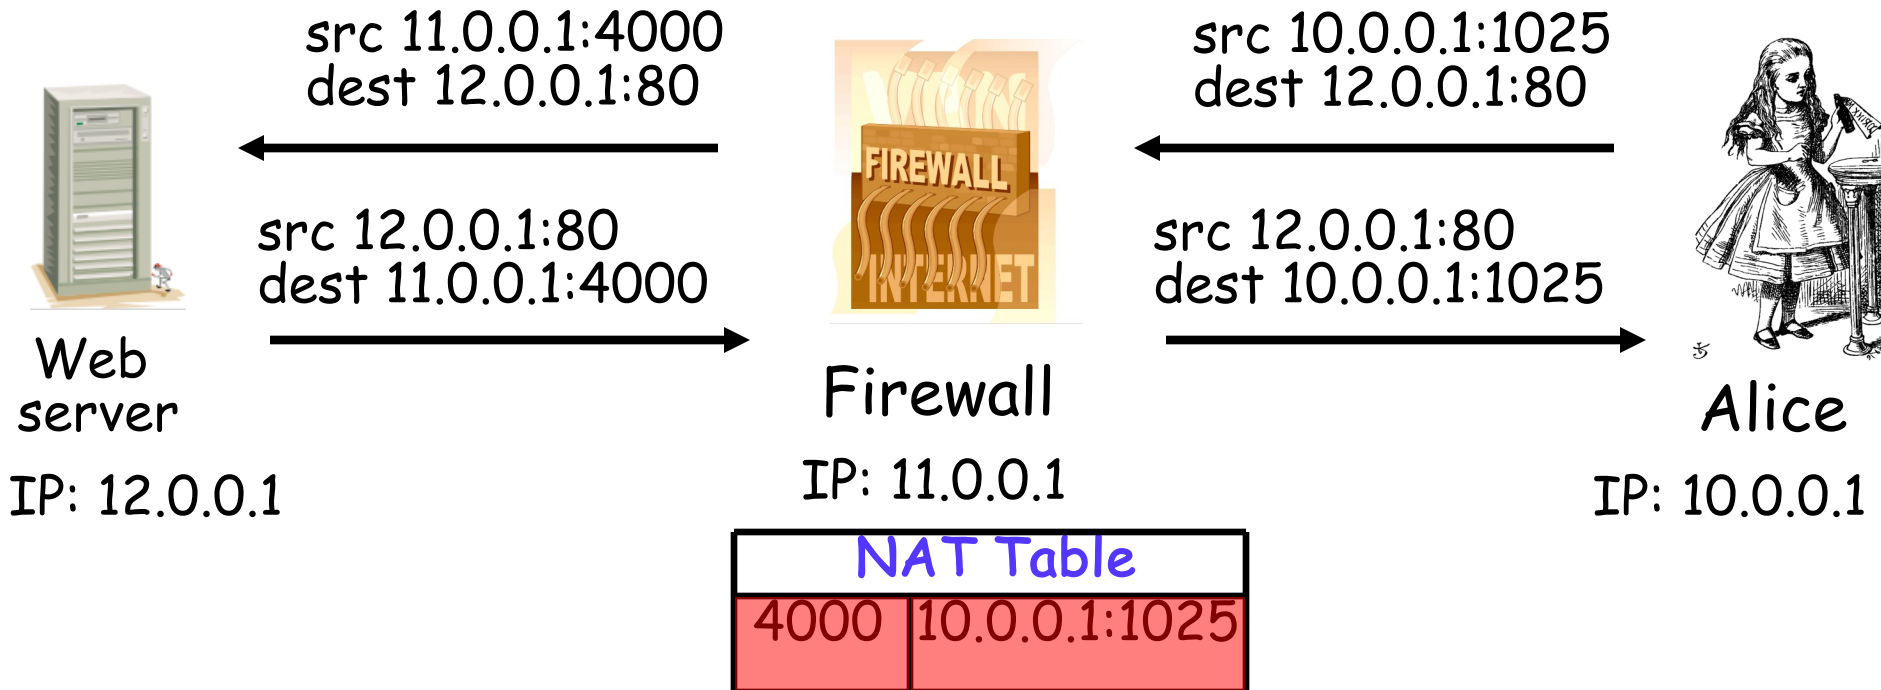 src 11.0.0.1:4000
dest 12.0.0.1:80
src 10.0.0.1:1025
dest 12.0.0.1:80
FIREWALL
INTERNET
src 12.0.0.1:80
dest 11.0.0.1:4000
src 12.0.0.1:80
dest 10.0.0.1:1025
Web
server
Firewall
Alice
IP: 12.0.0.1
IP: 11.0.0.1
IP: 10.0.0.1
NAT Table
4000 10.0.0.1:1025